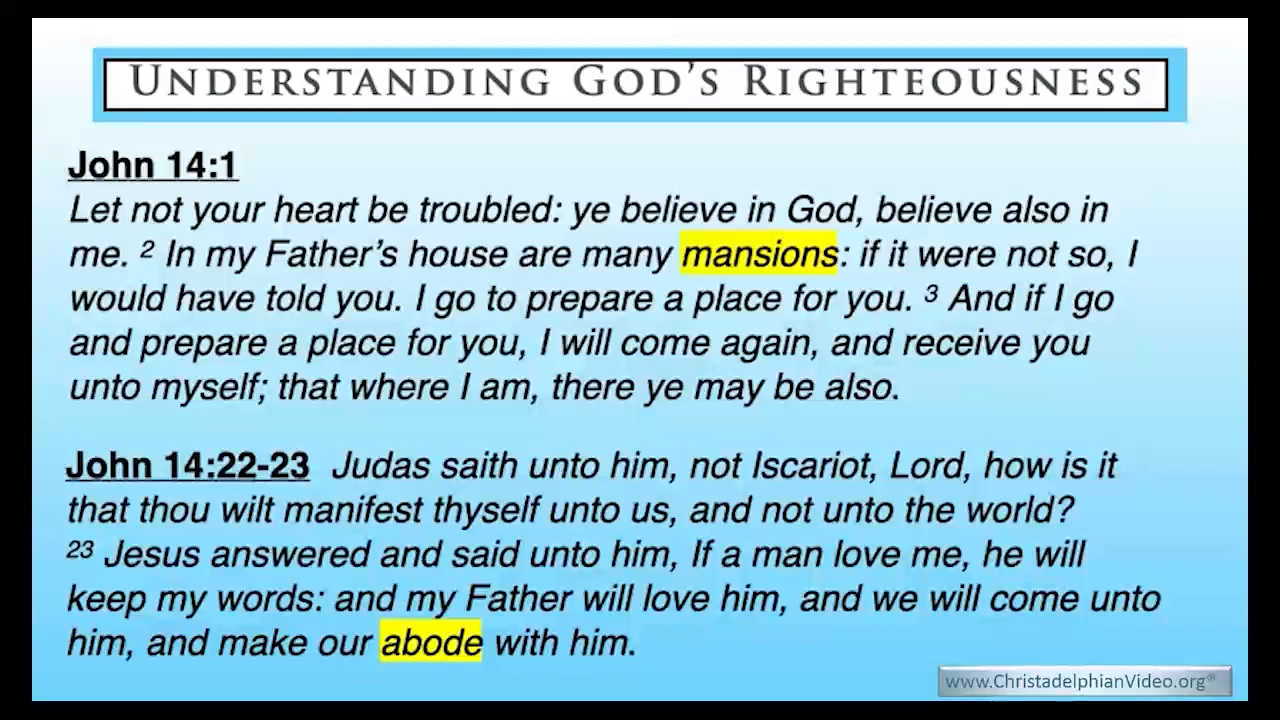 Understanding God's Righteousness
John 14:1
Let not your heart be troubled: ye believe in God, believe also in
me. ² In my Father's house are many mansions: if it were not so, I
would have told you. I go to prepare a place for you. ³ And if I go
and prepare a place for you, I will come again, and receive you
unto myself; that where I am, there ye may be also.
John 14:22-23 Judas saith unto him, not Iscariot, Lord, how is it
that thou wilt manifest thyself unto us, and not unto the world?
²³ Jesus answered and said unto him, If a man love me, he will
keep my words: and my Father will love him, and we will come unto
him, and make our abode with him.
www.ChristadelphianVideo.org®